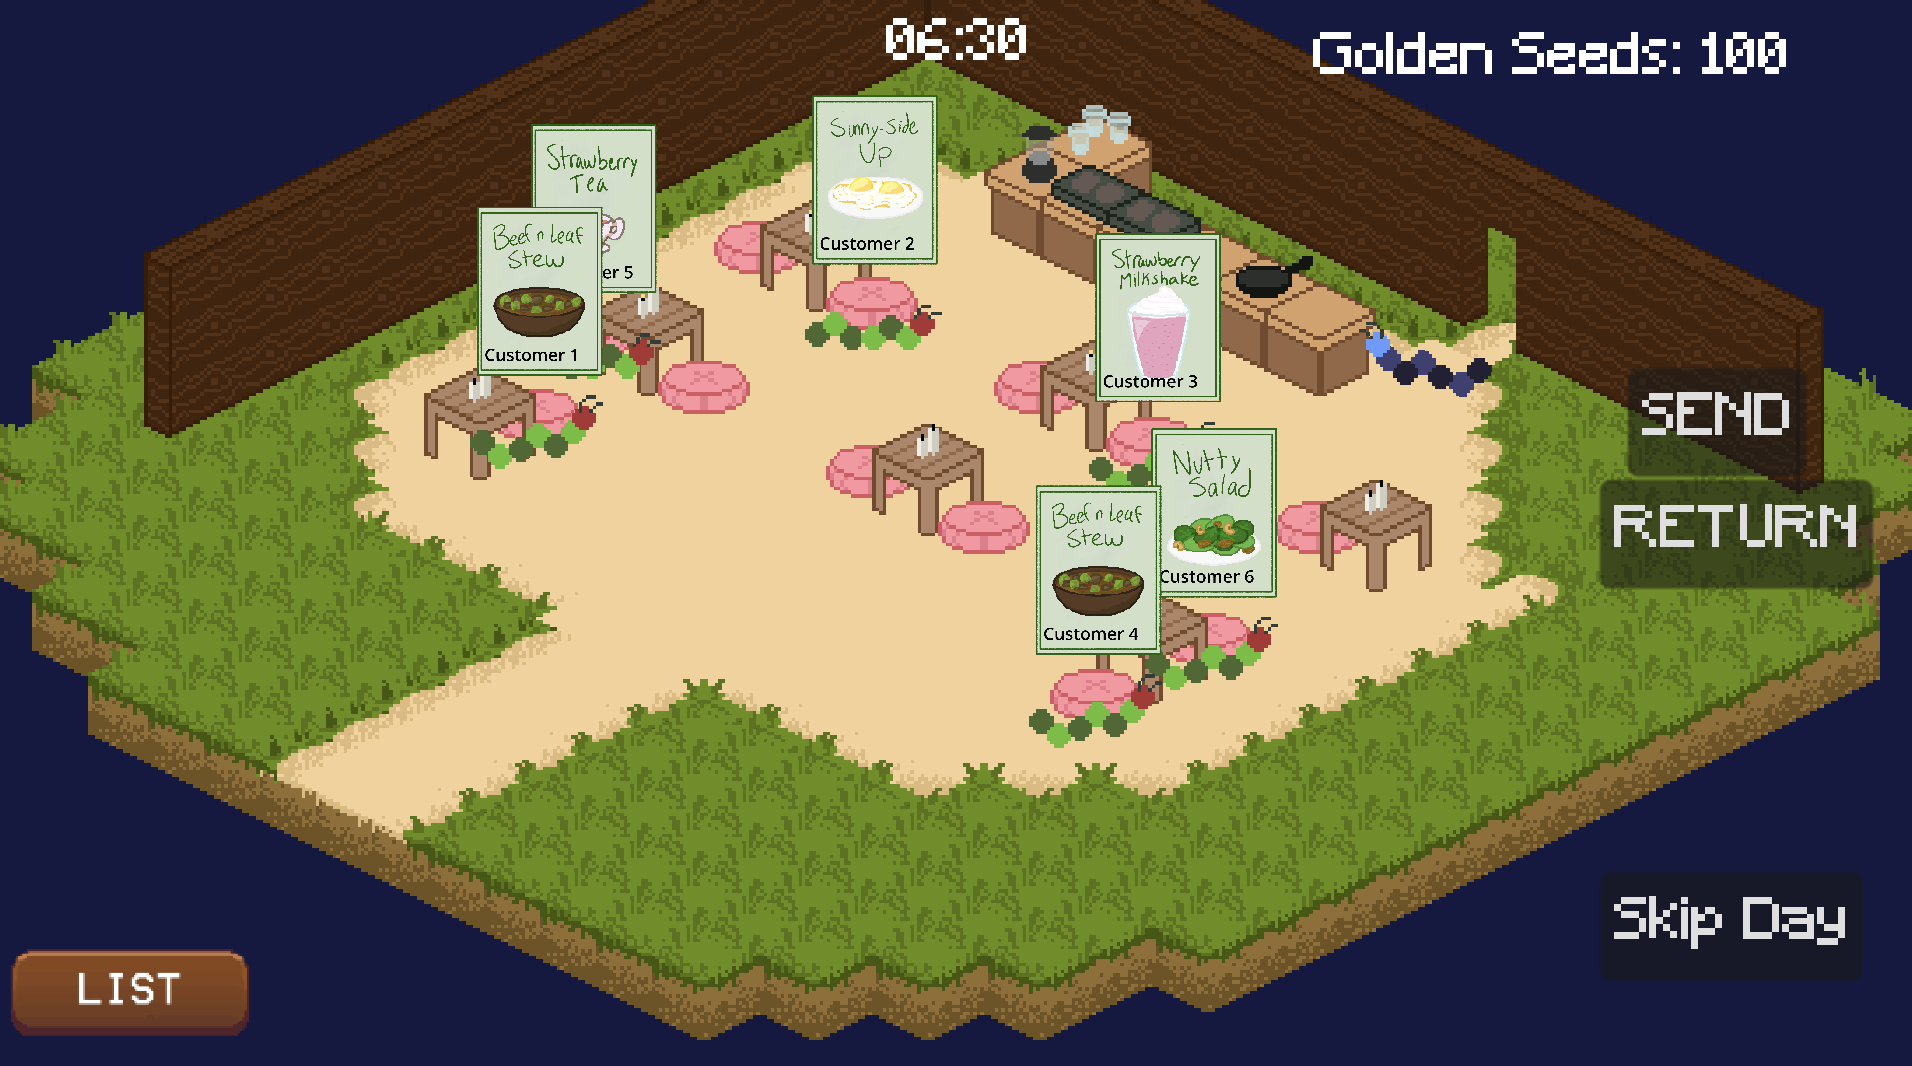 06:30
Golden Seeds: 100
Sunny-Side
Up
Customer 2
Strawberry
Tea
er 5
Beef n Leaf
Stew
Customer 1
Strawberry
Milkshake
Customer 3
Nutty
Salad
Customer 6
Beef n Leaf
Stew
Customer 4
SEND
RETURN
Skip Day
LIST